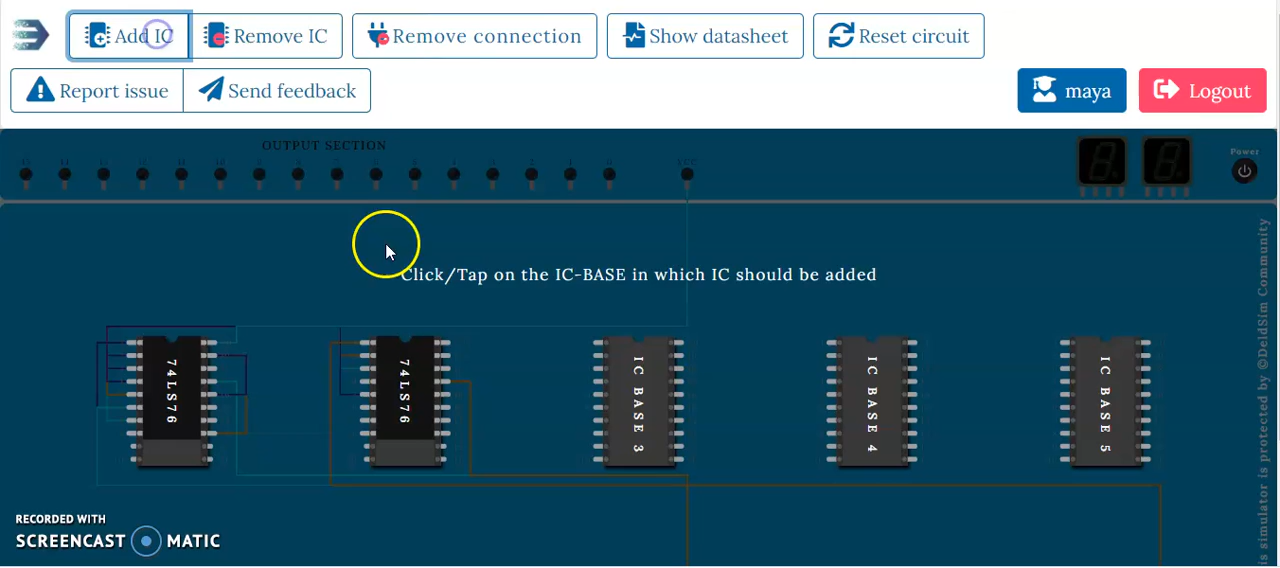 Add IC
Remove IC
Remove connection
Show datasheet
Reset circuit
Report issue
Send feedback
maya
Logout
OUTPUT SECTION
Power
Click/Tap on the IC-BASE in which IC should be added
74LS76
74LS76
IC BASE 3
IC BASE 4
IC BASE 5
is simulator is protected by ©DeldSim Community
RECORDED WITH
SCREENCAST MATIC